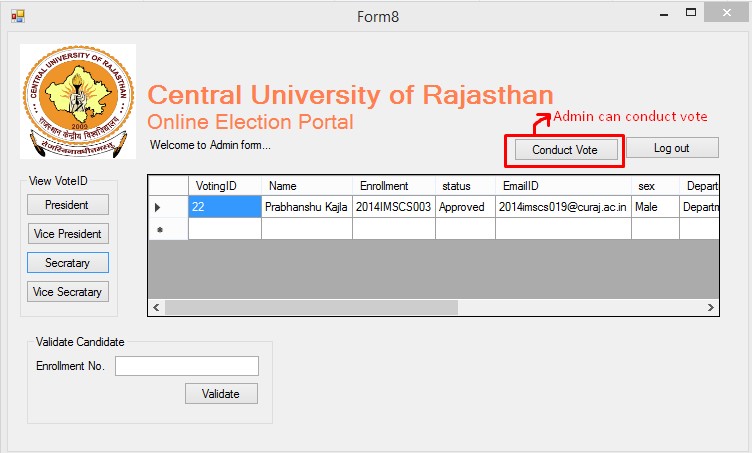 Form8
CENTRAL UNIVERSITY OF RAJASTHAN
2009
राजस्थान केन्द्रीय विश्वविद्यालय
Central University of Rajasthan
Online Election Portal
Admin can conduct vote
Welcome to Admin form...
Conduct Vote
Log out
View VoteID
President
Vice President
Secratary
Vice Secratary
VotingID Name Enrollment status EmailID sex Depart
22 Prabhanshu Kajla 2014IMSCS003 Approved 2014imscs019@curaj.ac.in Male Departm
Validate Candidate
Enrollment No.
Validate